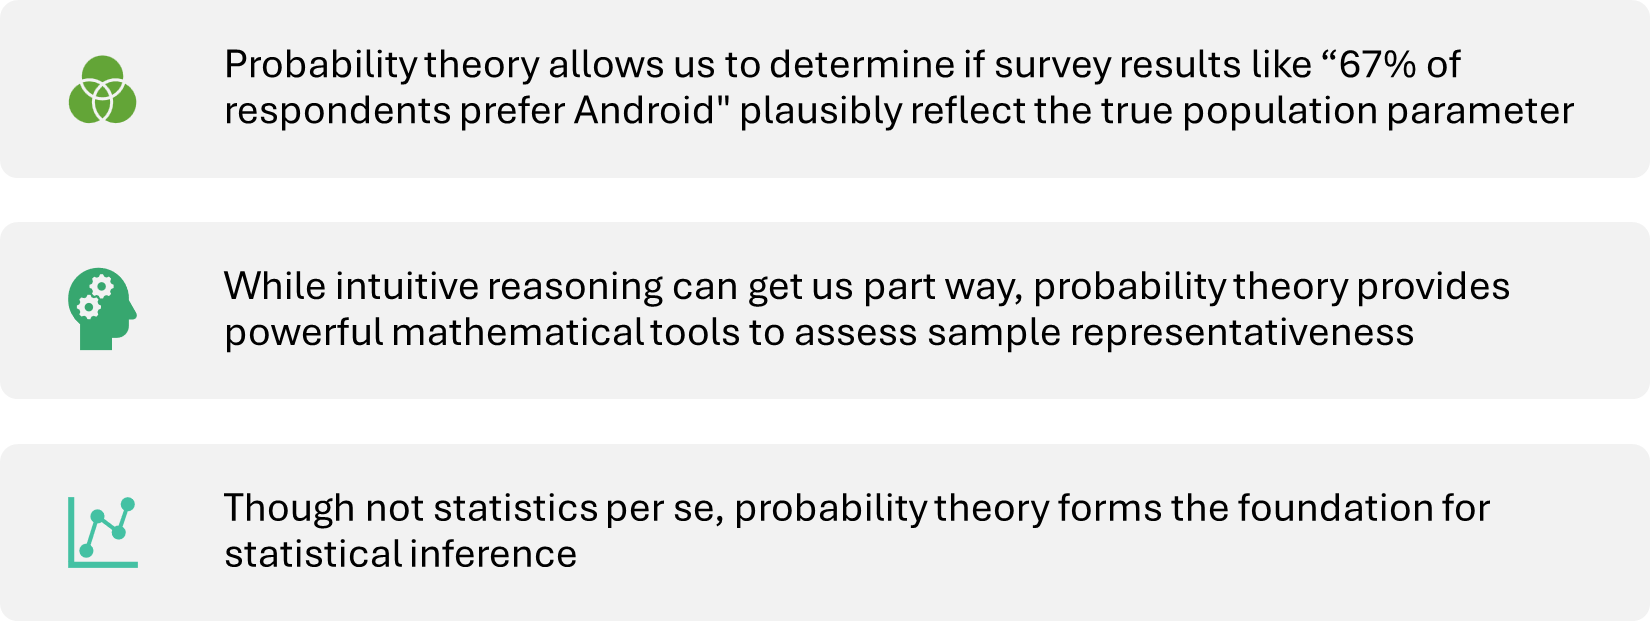 Probability theory allows us to determine if survey results like “67% of
respondents prefer Android" plausibly reflect the true population parameter
While intuitive reasoning can get us part way, probability theory provides
powerful mathematical tools to assess sample representativeness
Though not statistics per se, probability theory forms the foundation for
statistical inference